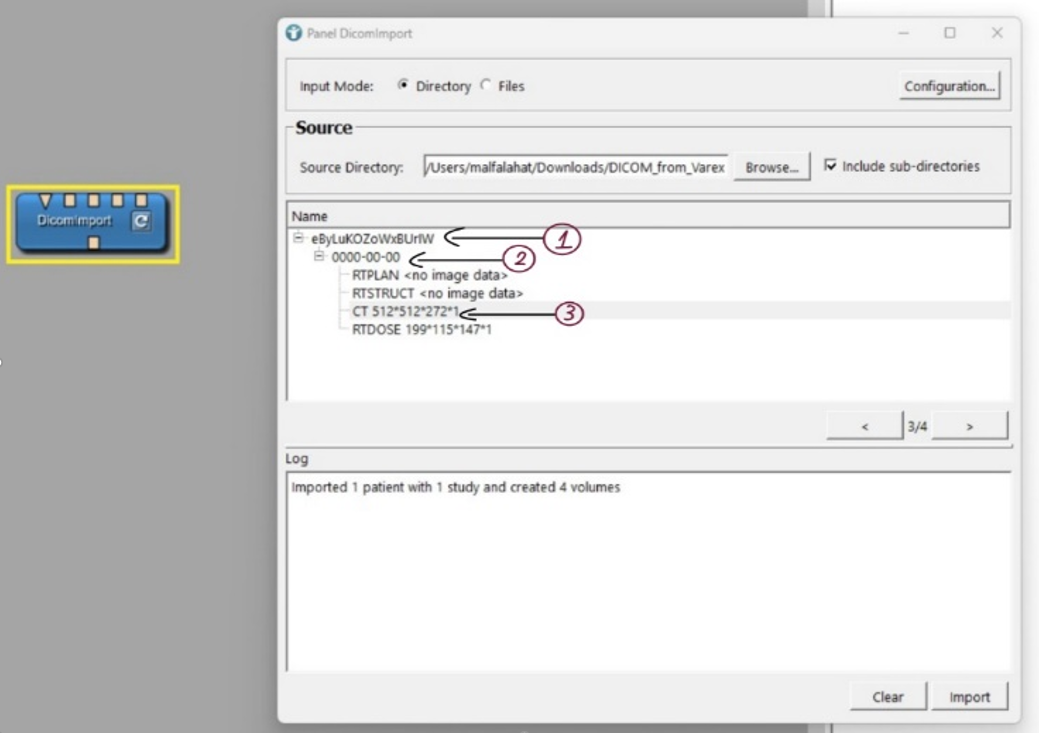 Panel DicomImport
Input Mode: Directory Files Configuration...
Source
Source Directory: /Users/malfalahat/Downloads/DICOM_from_Varex Browse... Include sub-directories
DicomImport
Name
eByLuKOZoWxBUrIW 1
0000-00-00 2
RTPLAN <no image data>
RTSTRUCT <no image data>
CT 512*512*272*1 3
RTDOSE 199*115*147*1
< 3/4 >
Log
Imported 1 patient with 1 study and created 4 volumes
Clear Import